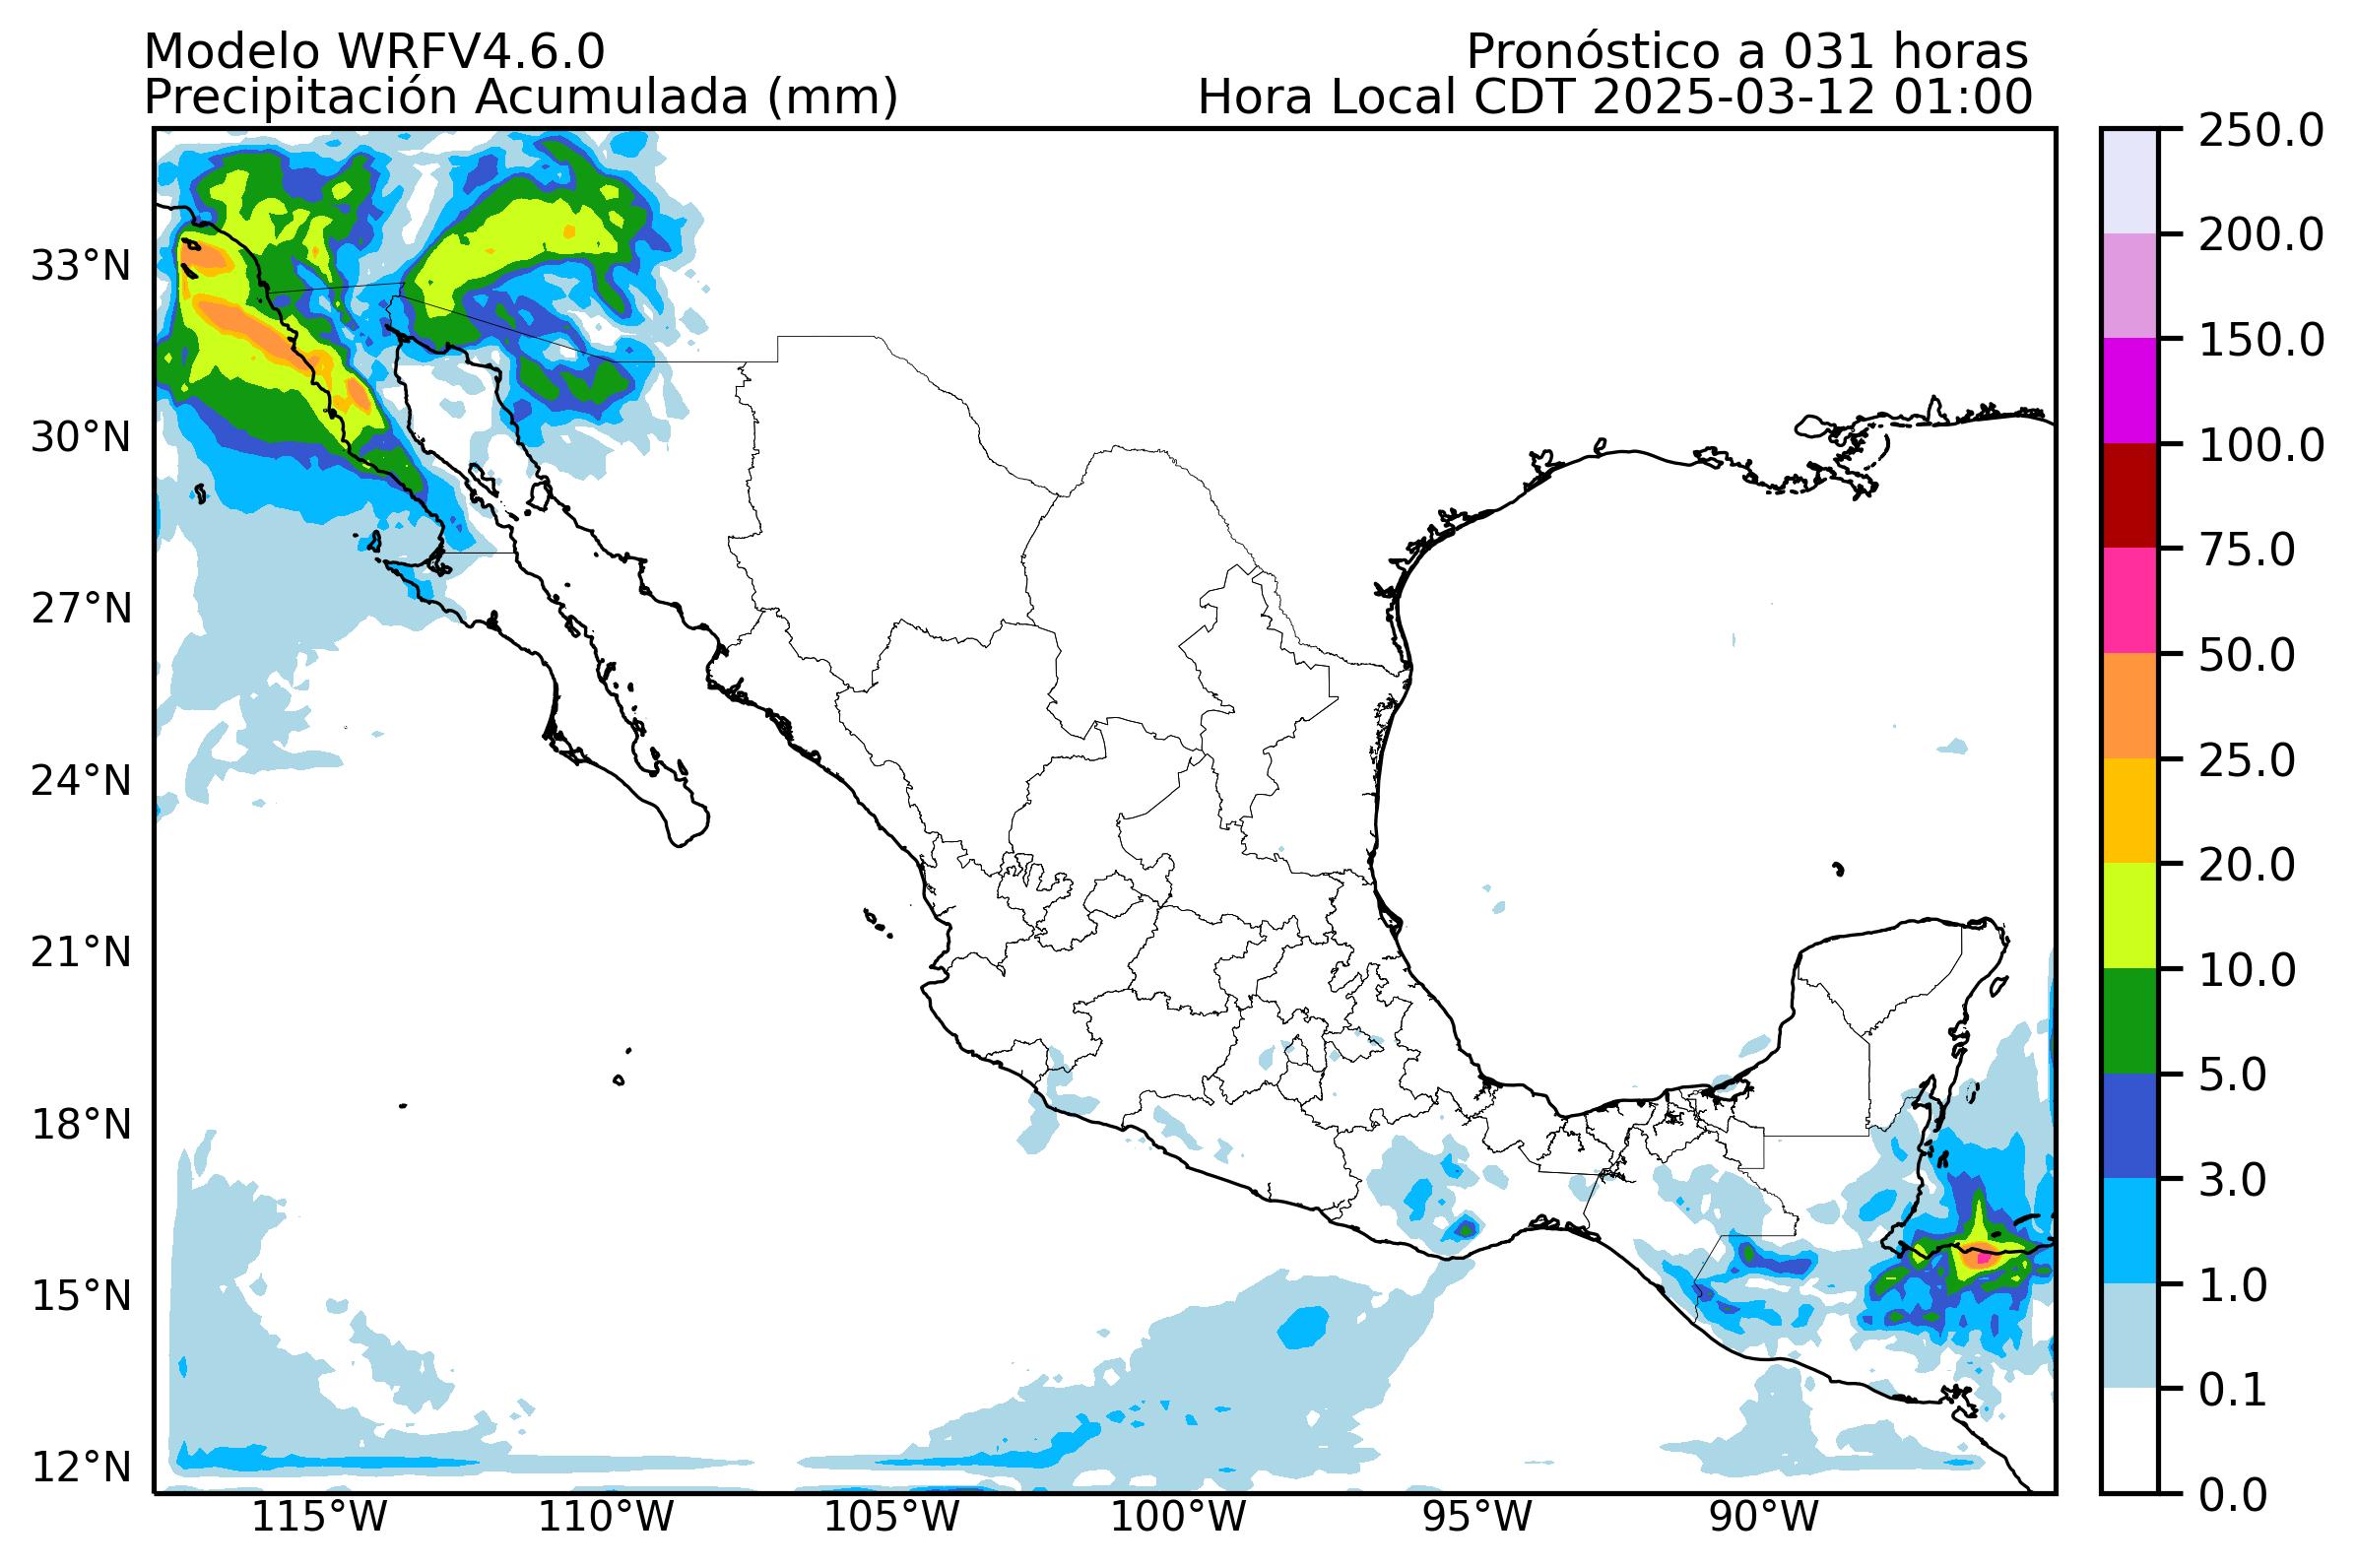 Modelo WRFV4.6.0
Pronóstico a 031 horas
Precipitación Acumulada (mm)
Hora Local CDT 2025-03-12 01:00
33°N
30°N
27°N
24°N
21°N
18°N
15°N
12°N
115°W
110°W
105°W
100°W
95°W
90°W
250.0
200.0
150.0
100.0
75.0
50.0
25.0
20.0
10.0
5.0
3.0
1.0
0.1
0.0